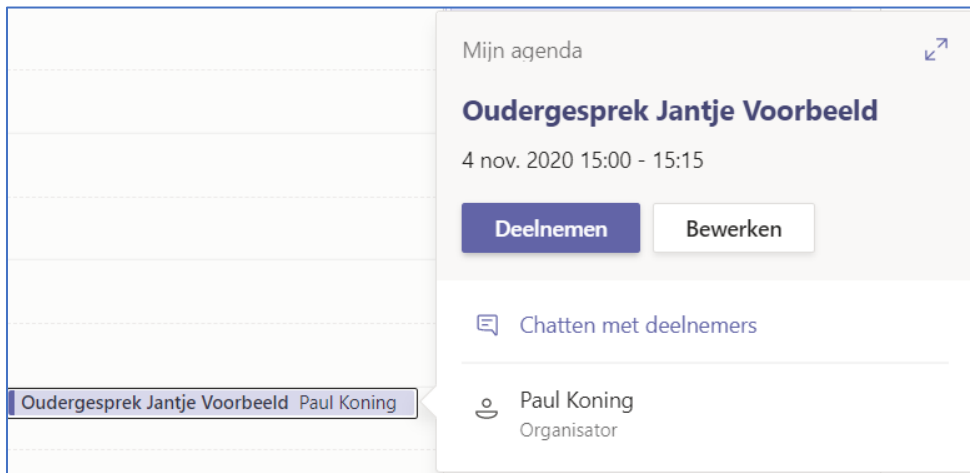 Mijn agenda
Oudergesprek Jantje Voorbeeld
4 nov. 2020 15:00 - 15:15
Deelnemen Bewerken
Chatten met deelnemers
Oudergesprek Jantje Voorbeeld Paul Koning
Paul Koning
Organisator